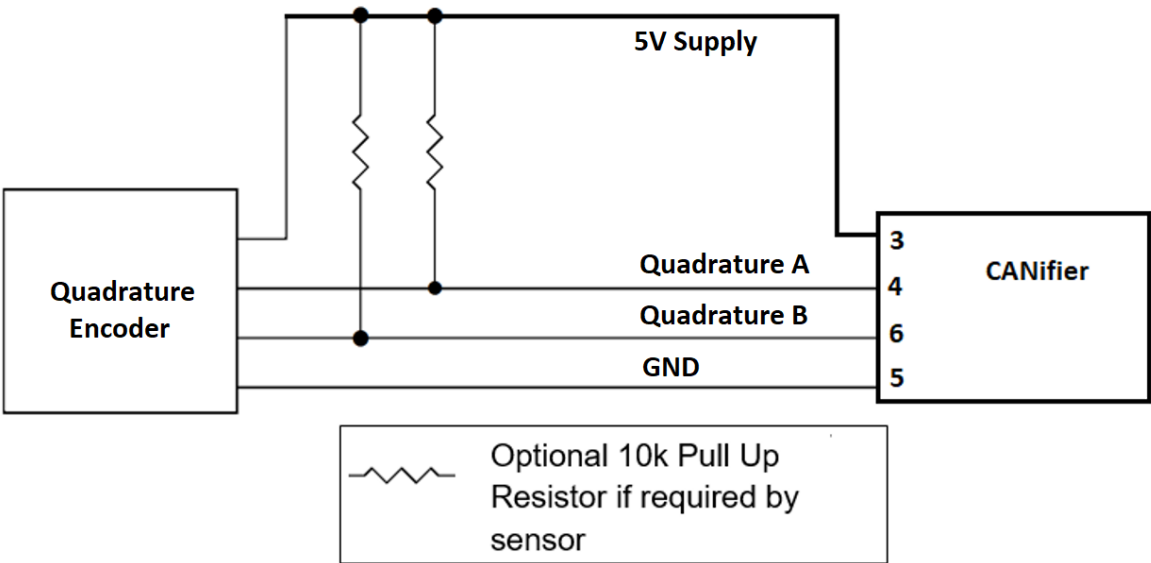 5V Supply
Quadrature
Encoder
Quadrature A
Quadrature B
GND
3
4
6
5
CANifier
Optional 10k Pull Up
Resistor if required by
sensor